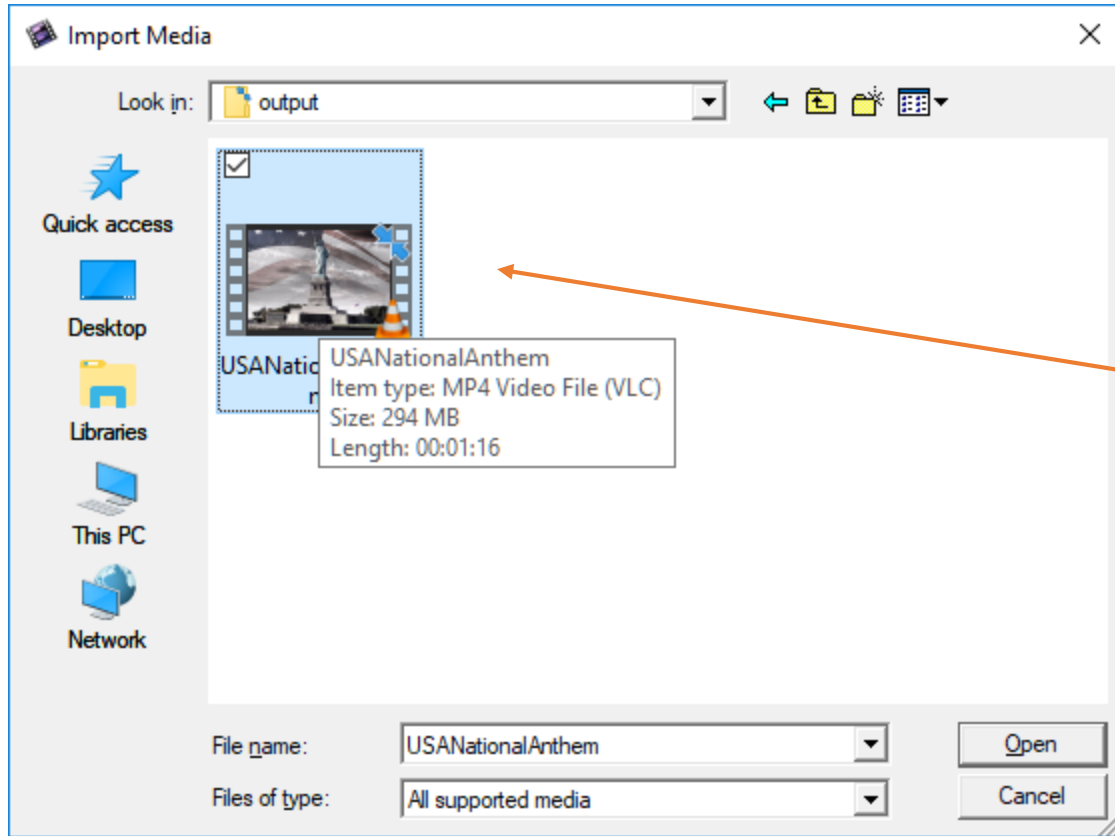 Import Media
Look in:
output
Quick access
Desktop
Libraries
This PC
Network
USANatio
n
USANationalAnthem
Item type: MP4 Video File (VLC)
Size: 294 MB
Length: 00:01:16
File name:
USANationalAnthem
Open
Files of type:
All supported media
Cancel